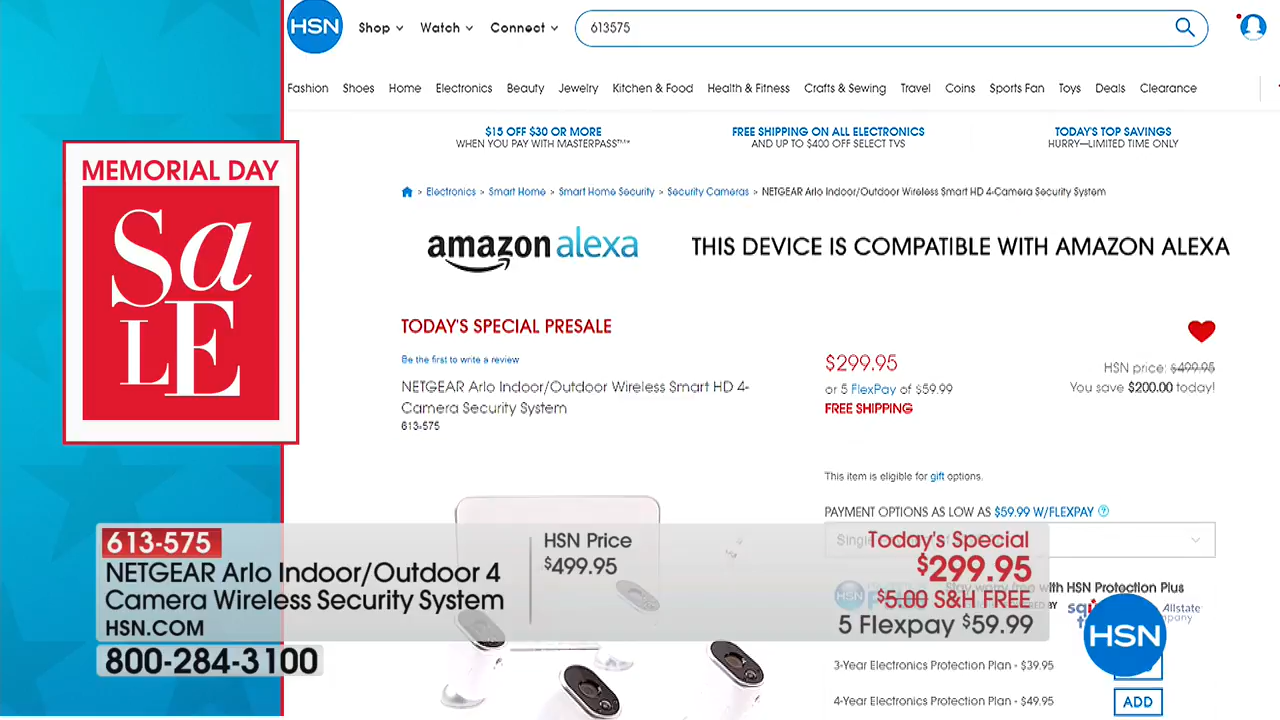 HSN
Shop
Watch
Connect
613575
Fashion
Shoes
Home
Electronics
Beauty
Jewelry
Kitchen & Food
Health & Fitness
Crafts & Sewing
Travel
Coins
Sports Fan
Toys
Deals
Clearance
$15 OFF $30 OR MORE
WHEN YOU PAY WITH MASTERPASS™
FREE SHIPPING ON ALL ELECTRONICS
AND UP TO $400 OFF SELECT TVS
TODAY'S TOP SAVINGS
HURRY—LIMITED TIME ONLY
MEMORIAL DAY
SaLE
> Electronics > Smart Home > Smart Home Security > Security Cameras > NETGEAR Arlo Indoor/Outdoor Wireless Smart HD 4-Camera Security System
amazon alexa
THIS DEVICE IS COMPATIBLE WITH AMAZON ALEXA
TODAY'S SPECIAL PRESALE
Be the first to write a review
NETGEAR Arlo Indoor/Outdoor Wireless Smart HD 4-
Camera Security System
613-575
$299.95
or 5 FlexPay of $59.99
FREE SHIPPING
HSN price: $499.95
You save $200.00 today!
This item is eligible for gift options.
PAYMENT OPTIONS AS LOW AS $59.99 W/FLEXPAY
613-575
NETGEAR Arlo Indoor/Outdoor 4
Camera Wireless Security System
HSN.COM
800-284-3100
HSN Price
$499.95
Today's Special
$299.95
$5.00 S&H FREE
5 Flexpay $59.99
HSN
with HSN Protection Plus
Allstate
HSN
3-Year Electronics Protection Plan - $39.95
4-Year Electronics Protection Plan - $49.95
ADD